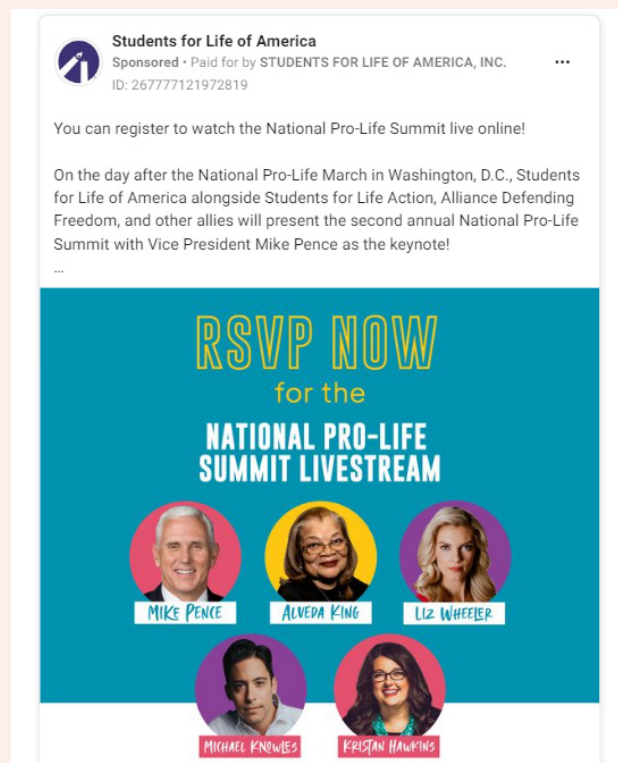 Students for Life of America
Sponsored • Paid for by STUDENTS FOR LIFE OF AMERICA, INC.
...
ID: 267777121972819
You can register to watch the National Pro-Life Summit live online!
On the day after the National Pro-Life March in Washington, D.C., Students
for Life of America alongside Students for Life Action, Alliance Defending
Freedom, and other allies will present the second annual National Pro-Life
Summit with Vice President Mike Pence as the keynote!
...
RSVP NOW
for the
NATIONAL PRO-LIFE
SUMMIT LIVESTREAM
MIKE PENCE
ALVEDA KING
LIZ WHEELER
MICHAEL KNOWLES
KRISTAN HAWKINS